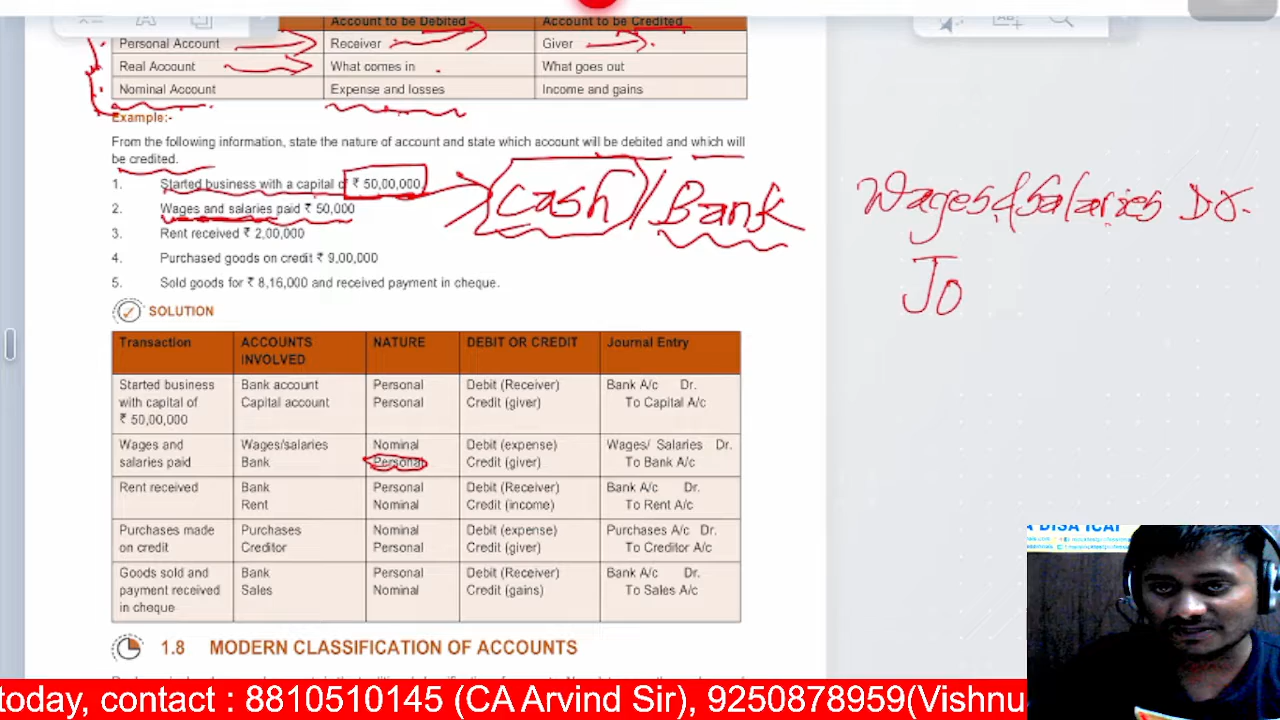 Account to be Debited Account to be Credited
Personal Account Receiver Giver
Real Account What comes in What goes out
Nominal Account Expense and losses Income and gains
Example:-
From the following information, state the nature of account and state which account will be debited and which will
be credited.
1. Started business with a capital of ₹ 50,00,000
2. Wages and salaries paid ₹ 50,000
3. Rent received ₹ 2,00,000
4. Purchased goods on credit ₹ 9,00,000
5. Sold goods for ₹ 8,16,000 and received payment in cheque.
Cash/Bank
Wages & Salaries Dr.
To
SOLUTION
Transaction ACCOUNTS INVOLVED NATURE DEBIT OR CREDIT Journal Entry
Started business Bank account Personal Debit (Receiver) Bank A/c Dr.
with capital of Capital account Personal Credit (giver) To Capital A/c
₹ 50,00,000
Wages and Wages/salaries Nominal Debit (expense) Wages/ Salaries Dr.
salaries paid Bank Personal Credit (giver) To Bank A/c
Rent received Bank Personal Debit (Receiver) Bank A/c Dr.
Rent Nominal Credit (income) To Rent A/c
Purchases made Purchases Nominal Debit (expense) Purchases A/c Dr.
on credit Creditor Personal Credit (giver) To Creditor A/c
Goods sold and Bank Personal Debit (Receiver) Bank A/c Dr.
payment received Sales Nominal Credit (gains) To Sales A/c
in cheque
1.8 MODERN CLASSIFICATION OF ACCOUNTS
A DISA ICAI
today, contact : 8810510145 (CA Arvind Sir), 9250878959(Vishnu